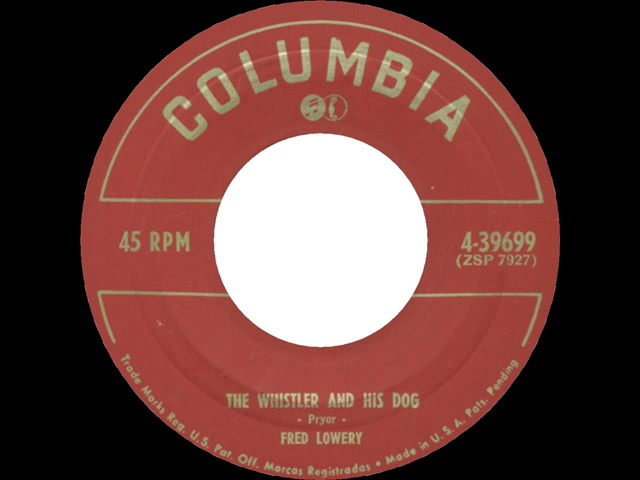 COLUMBIA
45 RPM
4-39699
(ZSP 7927)
THE WHISTLER AND HIS DOG
- Pryor -
FRED LOWERY
Trade Marks Reg. U.S. Pat. Off. Marcas Registradas • Made in U.S.A. Pats. Pending